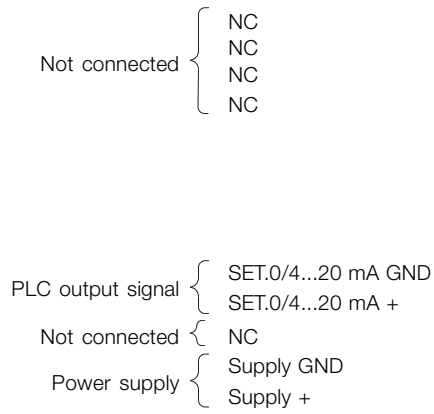 NC
NC
Not connected
NC
NC
SET.0/4...20 mA GND
PLC output signal
SET.0/4...20 mA +
Not connected NC
Supply GND
Power supply
Supply +